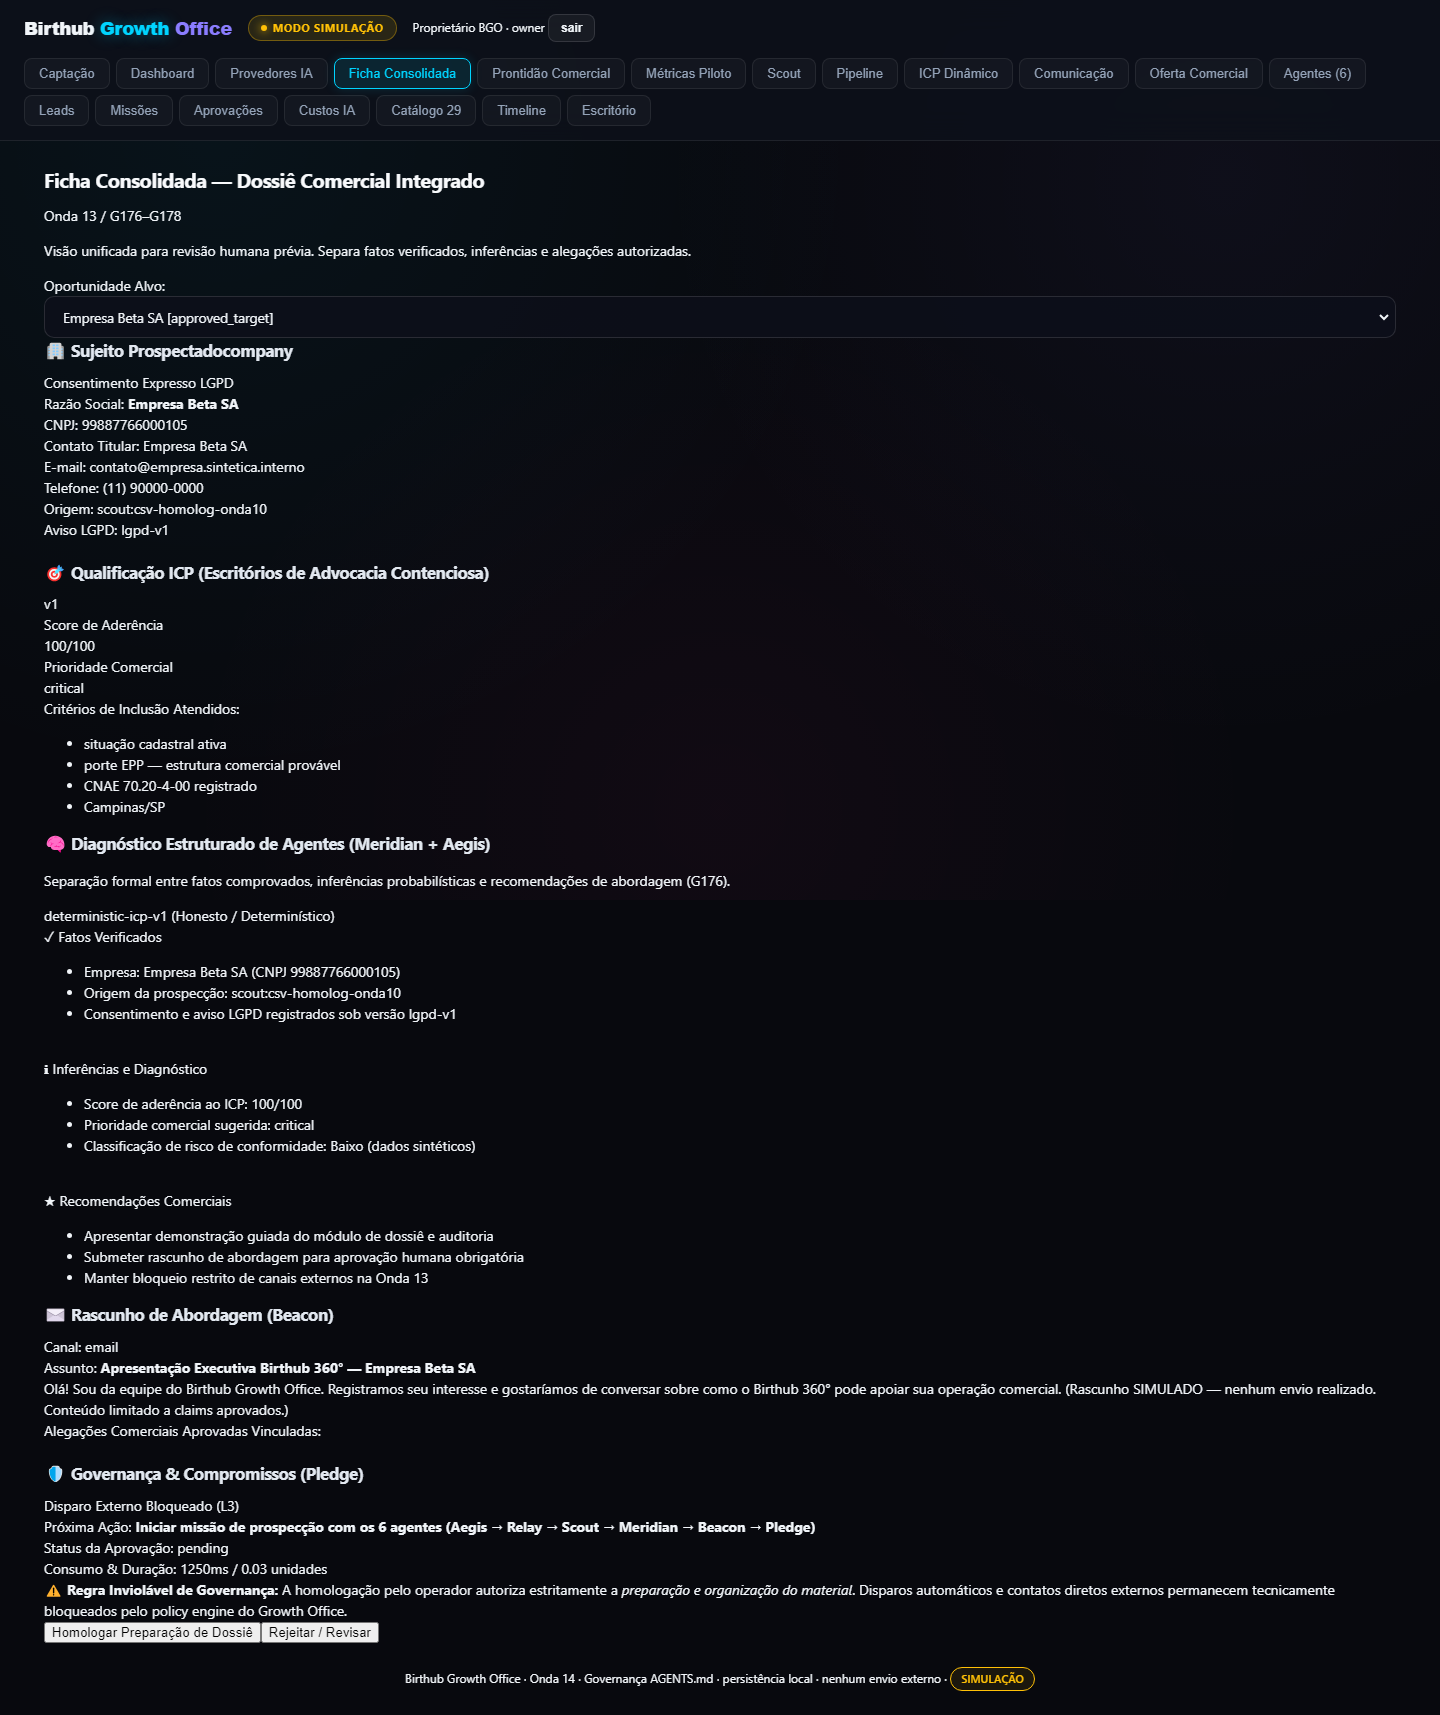 Birthub Growth Office
MODO SIMULAÇÃO
Proprietário BGO · owner
sair
Captação
Dashboard
Provedores IA
Ficha Consolidada
Prontidão Comercial
Métricas Piloto
Scout
Pipeline
ICP Dinâmico
Comunicação
Oferta Comercial
Agentes (6)
Leads
Missões
Aprovações
Custos IA
Catálogo 29
Timeline
Escritório
Ficha Consolidada — Dossiê Comercial Integrado
Onda 13 / G176–G178
Visão unificada para revisão humana prévia. Separa fatos verificados, inferências e alegações autorizadas.
Oportunidade Alvo:
Empresa Beta SA [approved_target]
🏢 Sujeito Prospectadocompany
Consentimento Expresso LGPD
Razão Social: Empresa Beta SA
CNPJ: 99887766000105
Contato Titular: Empresa Beta SA
E-mail: contato@empresa.sintetica.interno
Telefone: (11) 90000-0000
Origem: scout:csv-homolog-onda10
Aviso LGPD: lgpd-v1
🎯 Qualificação ICP (Escritórios de Advocacia Contenciosa)
v1
Score de Aderência
100/100
Prioridade Comercial
critical
Critérios de Inclusão Atendidos:
• situação cadastral ativa
• porte EPP — estrutura comercial provável
• CNAE 70.20-4-00 registrado
• Campinas/SP
🧠 Diagnóstico Estruturado de Agentes (Meridian + Aegis)
Separação formal entre fatos comprovados, inferências probabilísticas e recomendações de abordagem (G176).
deterministic-icp-v1 (Honesto / Determinístico)
✓ Fatos Verificados
• Empresa: Empresa Beta SA (CNPJ 99887766000105)
• Origem da prospecção: scout:csv-homolog-onda10
• Consentimento e aviso LGPD registrados sob versão lgpd-v1
ℹ Inferências e Diagnóstico
• Score de aderência ao ICP: 100/100
• Prioridade comercial sugerida: critical
• Classificação de risco de conformidade: Baixo (dados sintéticos)
★ Recomendações Comerciais
• Apresentar demonstração guiada do módulo de dossiê e auditoria
• Submeter rascunho de abordagem para aprovação humana obrigatória
• Manter bloqueio restrito de canais externos na Onda 13
✉️ Rascunho de Abordagem (Beacon)
Canal: email
Assunto: Apresentação Executiva Birthub 360° — Empresa Beta SA
Olá! Sou da equipe do Birthub Growth Office. Registramos seu interesse e gostaríamos de conversar sobre como o Birthub 360° pode apoiar sua operação comercial. (Rascunho SIMULADO — nenhum envio realizado.
Conteúdo limitado a claims aprovados.)
Alegações Comerciais Aprovadas Vinculadas:
🛡️ Governança & Compromissos (Pledge)
Disparo Externo Bloqueado (L3)
Próxima Ação: Iniciar missão de prospecção com os 6 agentes (Aegis → Relay → Scout → Meridian → Beacon → Pledge)
Status da Aprovação: pending
Consumo & Duração: 1250ms / 0.03 unidades
⚠️ Regra Inviolável de Governança: A homologação pelo operador autoriza estritamente a preparação e organização do material. Disparos automáticos e contatos diretos externos permanecem tecnicamente
bloqueados pelo policy engine do Growth Office.
Homologar Preparação de Dossiê
Rejeitar / Revisar
Birthub Growth Office · Onda 14 · Governança AGENTS.md · persistência local · nenhum envio externo · SIMULAÇÃO